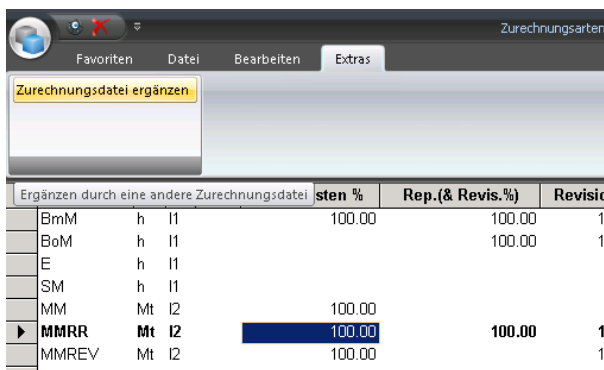 Zurechnungsarten
Favoriten Datei Bearbeiten Extras
Zurechnungsdatei ergänzen
Ergänzen durch eine andere Zurechnungsdatei sten % Rep.(& Revis.%)
BmM h I1 100.00 100.00 1
BoM h I1 100.00 1
E h I1
SM h I1
MM Mt I2 100.00
MMRR Mt I2 100.00 100.00 1
MMREV Mt I2 100.00 1